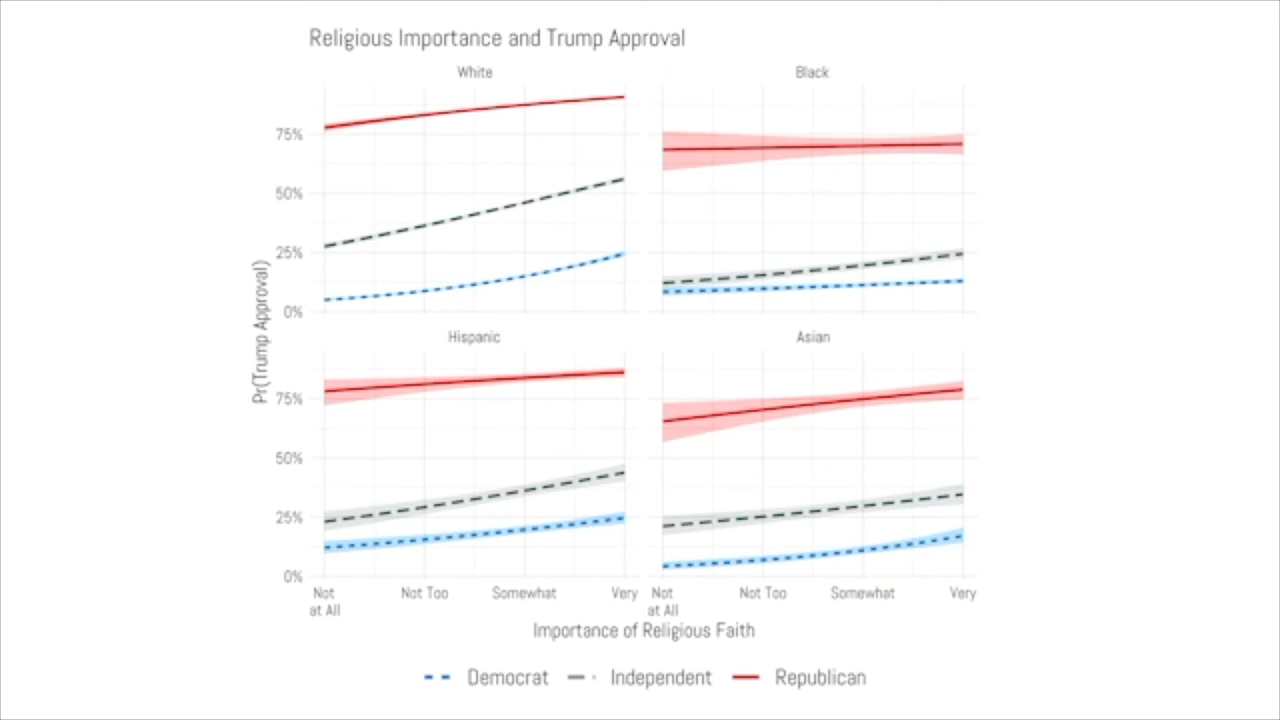 Religious Importance and Trump Approval
White
Black
75%
50%
25%
0%
Hispanic
Asian
75%
50%
25%
0%
Pr(Trump Approval)
Not
at All
Not Too
Somewhat
Very
Not
at All
Not Too
Somewhat
Very
Importance of Religious Faith
Democrat
Independent
Republican